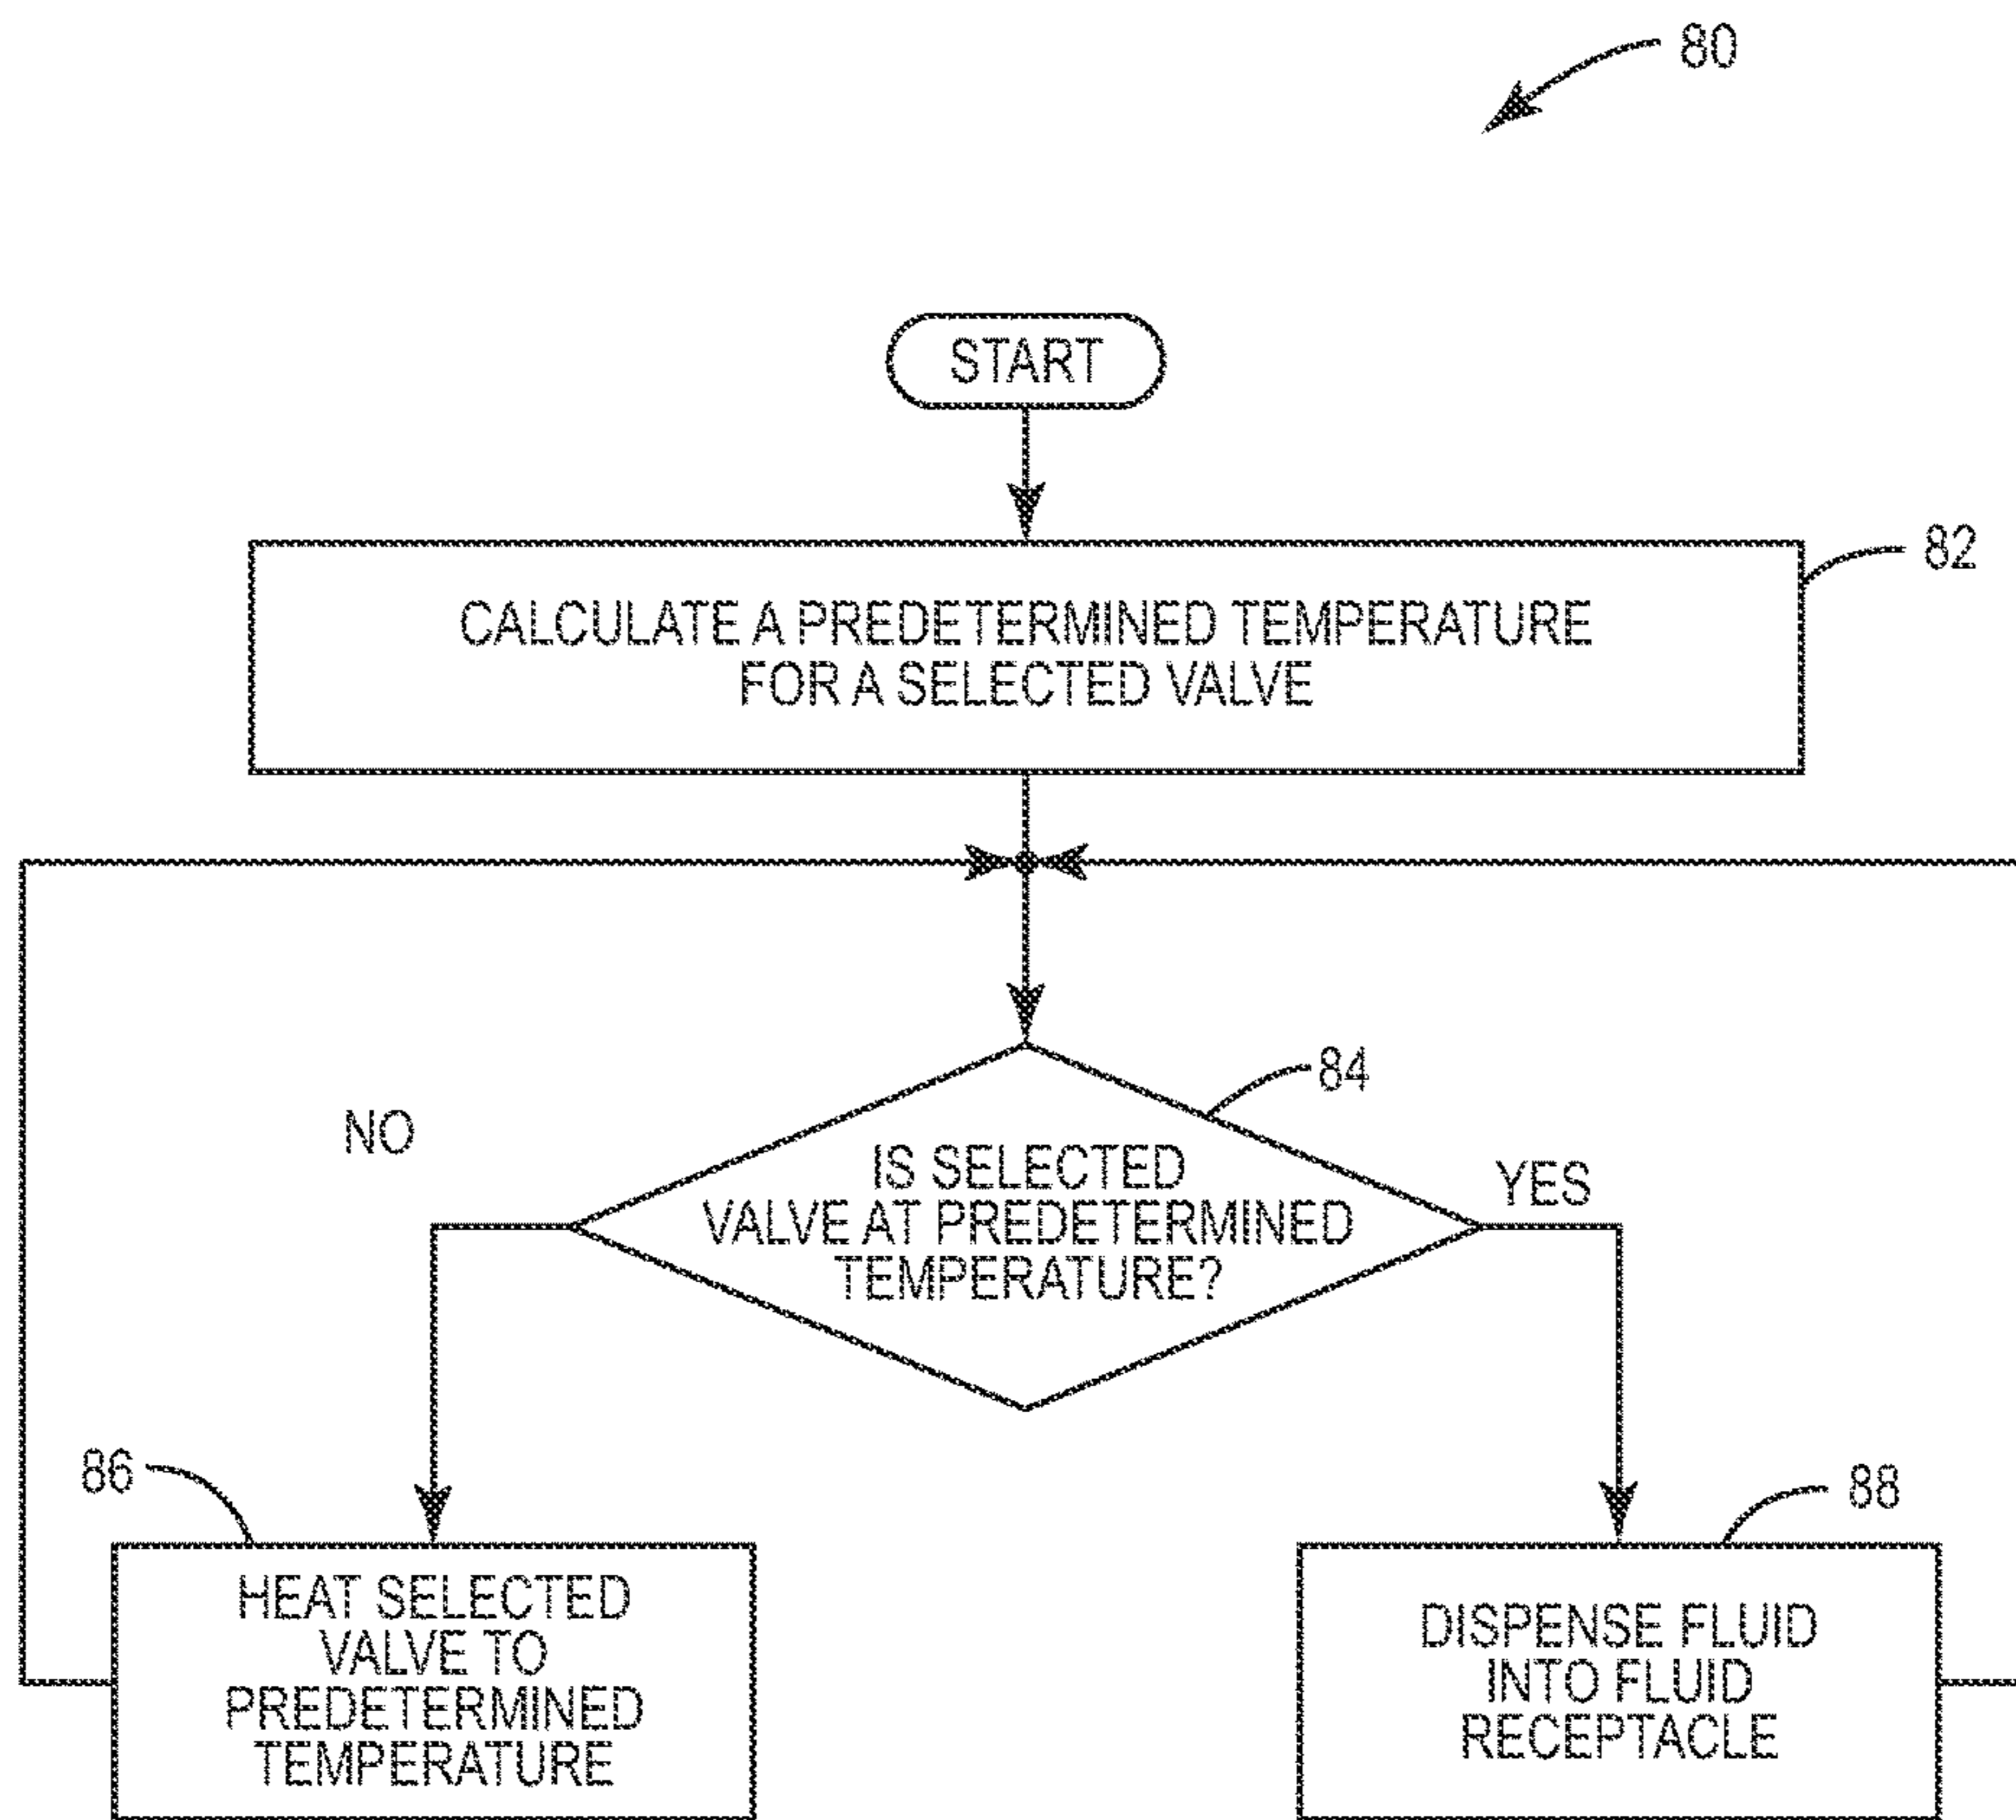 80
START
82
CALCULATE A PREDETERMINED TEMPERATURE
FOR A SELECTED VALVE
84
NO
IS SELECTED
VALVE AT PREDETERMINED
TEMPERATURE?
YES
86
HEAT SELECTED
VALVE TO
PREDETERMINED
TEMPERATURE
88
DISPENSE FLUID
INTO FLUID
RECEPTACLE